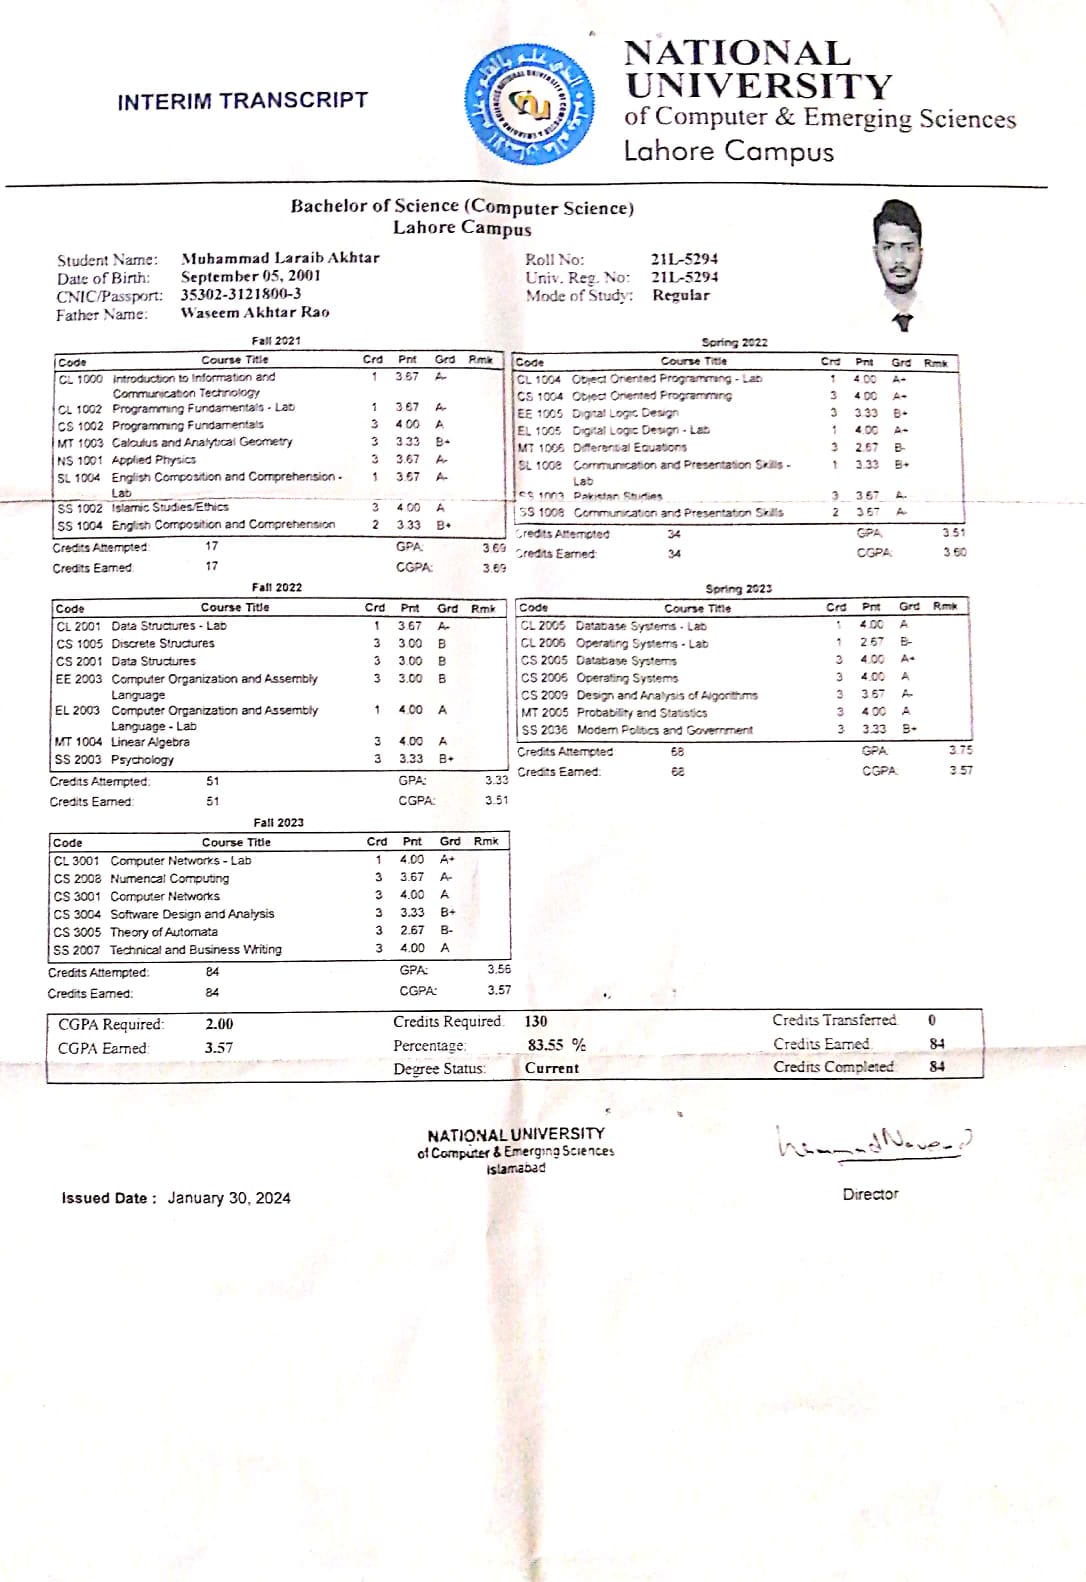 INTERIM TRANSCRIPT
NATIONAL
UNIVERSITY
of Computer & Emerging Sciences
Lahore Campus
Bachelor of Science (Computer Science)
Lahore Campus
Student Name: Muhammad Laraib Akhtar
Date of Birth: September 05, 2001
CNIC/Passport: 35302-3121800-3
Father Name: Waseem Akhtar Rao
Roll No: 21L-5294
Univ. Reg. No: 21L-5294
Mode of Study: Regular
Fall 2021
Code Course Title Crd Pnt Grd Rmk
CL 1000 Introduction to Information and 1 3.67 A-
Communication Technology
CL 1002 Programming Fundamentals - Lab 1 3.67 A-
CS 1002 Programming Fundamentals 3 4.00 A
MT 1003 Calculus and Analytical Geometry 3 3.33 B+
NS 1001 Applied Physics 3 3.67 A-
SL 1004 English Composition and Comprehension - 1 3.67 A-
Lab
SS 1002 Islamic Studies/Ethics 3 4.00 A
SS 1004 English Composition and Comprehension 2 3.33 B+
Credits Attempted: 17 GPA: 3.69
Credits Earned: 17 CGPA: 3.69
Spring 2022
Code Course Title Crd Pnt Grd Rmk
CL 1004 Object Oriented Programming - Lab 1 4.00 A+
CS 1004 Object Oriented Programming 3 4.00 A+
EE 1005 Digital Logic Design 3 3.33 B+
EL 1005 Digital Logic Design - Lab 1 4.00 A+
MT 1006 Differential Equations 3 2.67 B-
SL 1008 Communication and Presentation Skills - 1 3.33 B+
Lab
SS 1003 Pakistan Studies 3 3.67 A-
SS 1008 Communication and Presentation Skills 2 3.67 A-
Credits Attempted 34 GPA: 3.51
Credits Earned: 34 CGPA: 3.60
Fall 2022
Code Course Title Crd Pnt Grd Rmk
CL 2001 Data Structures - Lab 1 3.67 A-
CS 1005 Discrete Structures 3 3.00 B
CS 2001 Data Structures 3 3.00 B
EE 2003 Computer Organization and Assembly 3 3.00 B
Language
EL 2003 Computer Organization and Assembly 1 4.00 A
Language - Lab
MT 1004 Linear Algebra 3 4.00 A
SS 2003 Psychology 3 3.33 B+
Credits Attempted: 51 GPA: 3.33
Credits Earned: 51 CGPA: 3.51
Spring 2023
Code Course Title Crd Pnt Grd Rmk
CL 2005 Database Systems - Lab 1 4.00 A
CL 2006 Operating Systems - Lab 1 2.67 B-
CS 2005 Database Systems 3 4.00 A+
CS 2006 Operating Systems 3 4.00 A
CS 2009 Design and Analysis of Algorithms 3 3.67 A-
MT 2005 Probability and Statistics 3 4.00 A
SS 2036 Modern Politics and Government 3 3.33 B+
Credits Attempted 68 GPA: 3.75
Credits Earned: 68 CGPA: 3.57
Fall 2023
Code Course Title Crd Pnt Grd Rmk
CL 3001 Computer Networks - Lab 1 4.00 A+
CS 2008 Numerical Computing 3 3.67 A-
CS 3001 Computer Networks 3 4.00 A
CS 3004 Software Design and Analysis 3 3.33 B+
CS 3005 Theory of Automata 3 2.67 B-
SS 2007 Technical and Business Writing 3 4.00 A
Credits Attempted: 84 GPA: 3.56
Credits Earned: 84 CGPA: 3.57
CGPA Required: 2.00 Credits Required: 130 Credits Transferred 0
CGPA Earned: 3.57 Percentage: 83.55 % Credits Earned 84
Degree Status: Current Credits Completed: 84
NATIONAL UNIVERSITY
of Computer & Emerging Sciences
Islamabad
Issued Date : January 30, 2024
Director